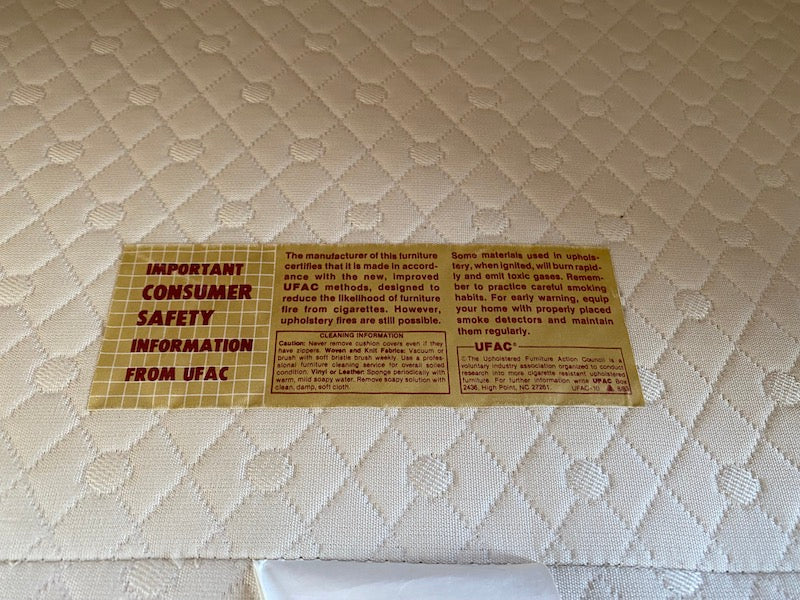 IMPORTANT
CONSUMER
SAFETY
INFORMATION
FROM UFAC
The manufacturer of this furniture
certifies that it is made in accord-
ance with the new, improved
UFAC methods, designed to
reduce the likelihood of furniture
fire from cigarettes. However,
upholstery fires are still possible.
CLEANING INFORMATION
Caution: Never remove cushion covers even if they
have zippers. Woven and Knit Fabrics: Vacuum or
brush with soft bristle brush weekly. Use a profes-
sional furniture cleaning service for overall soiled
condition. Vinyl or Leather: Sponge periodically with
warm, mild soapy water. Remove soapy solution with
clean, damp, soft cloth.
Some materials used in uphols-
tery, when ignited, will burn rapid-
ly and emit toxic gases. Remem-
ber to practice careful smoking
habits. For early warning, equip
your home with properly placed
smoke detectors and maintain
them regularly.
UFAC
The Upholstered Furniture Action Council is a
voluntary industry association organized to conduct
research into more cigarette resistant upholstered
furniture. For further information write UFAC Box
2436, High Point, NC 27261. UFAC-10 8/83